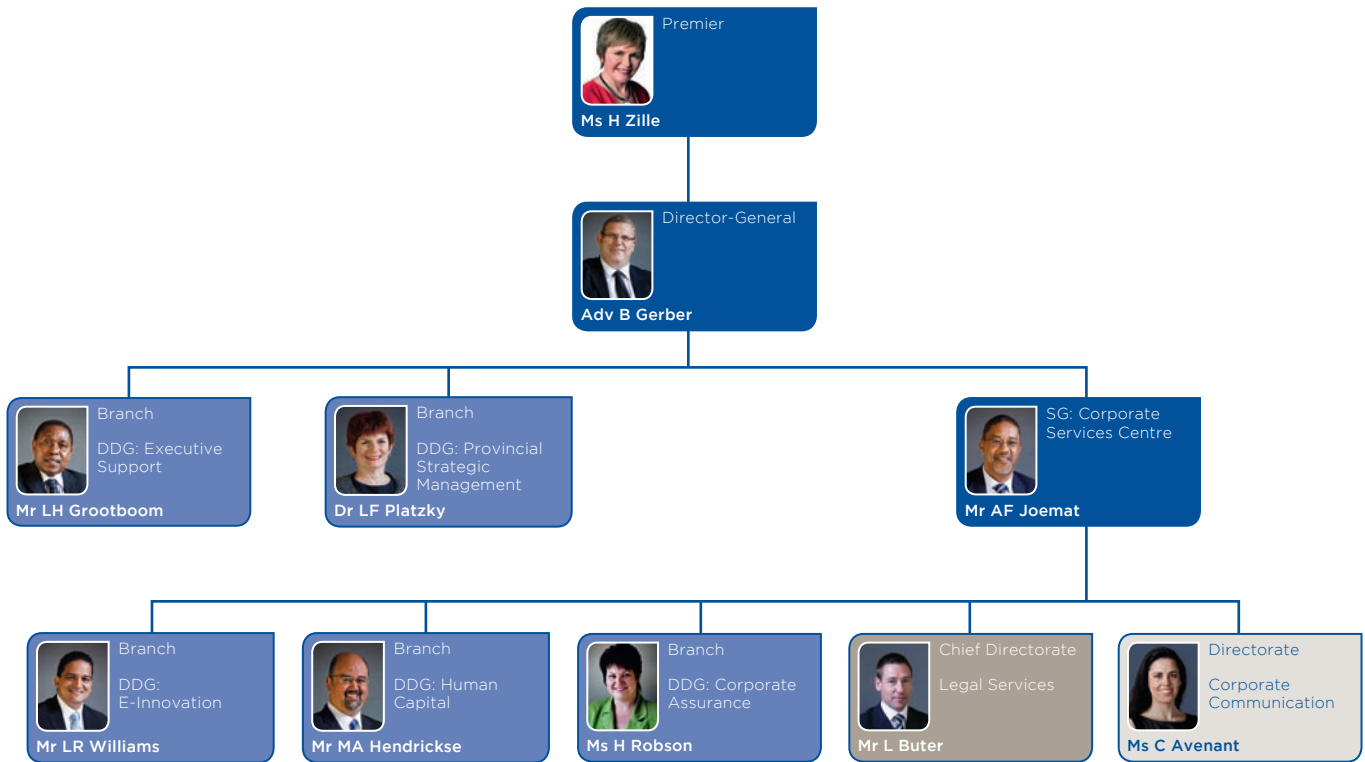 Premier
Ms H Zille
Director-General
Adv B Gerber
Branch
DDG: Executive
Support
Mr LH Grootboom
Branch
DDG: Provincial
Strategic
Management
Dr LF Platzky
SG: Corporate
Services Centre
Mr AF Joemat
Branch
DDG:
E-Innovation
Mr LR Williams
Branch
DDG: Human
Capital
Mr MA Hendrickse
Branch
DDG: Corporate
Assurance
Ms H Robson
Chief Directorate
Legal Services
Mr L Buter
Directorate
Corporate
Communication
Ms C Avenant